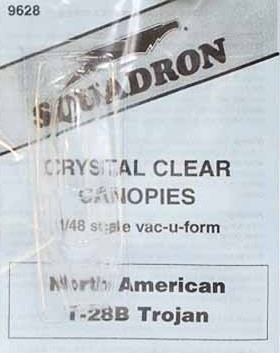 9628
SQUADRON
CRYSTAL CLEAR
CANOPIES
1/48 scale vac-u-form
North American
T-28B Trojan